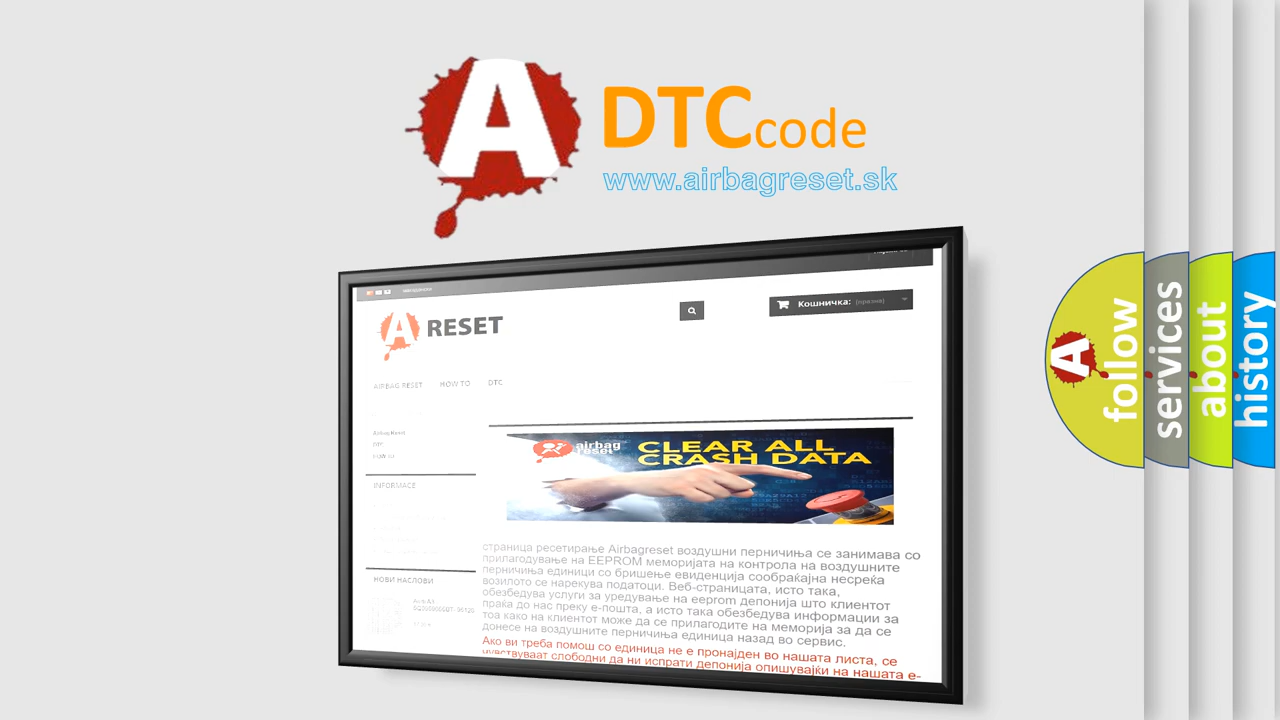 A
DTC code
www.airbagreset.sk
A RESET
Кошничка: (празна)
AIRBAG RESET HOW TO DTC
Airbag Reset
DTC
INFORMACE
НОВИ НАСЛОВИ
airbag reset
CLEAR ALL
CRASH DATA
страница ресетирање Airbagreset воздушни перничиња се занимава со
прилагодување на EEPROM меморијата на контрола на воздушните
перничиња единици со бришење евиденција сообраќајна несреќа
возилото се нарекува податоци. Веб-страницата, исто така,
обезбедува услуги за уредување на eeprom депонија што клиентот
праќа до нас преку е-пошта, а исто така обезбедува информации за
тоа како на клиентот може да се прилагодите на меморија за да се
донесе на воздушните перничиња единица назад во сервис.
Ако ви треба помош со единица не е пронајден во нашата листа, се
чувствуваат слободни да ни испрати депонија опишувајќи на нашата е-
A
follow
services
about
history